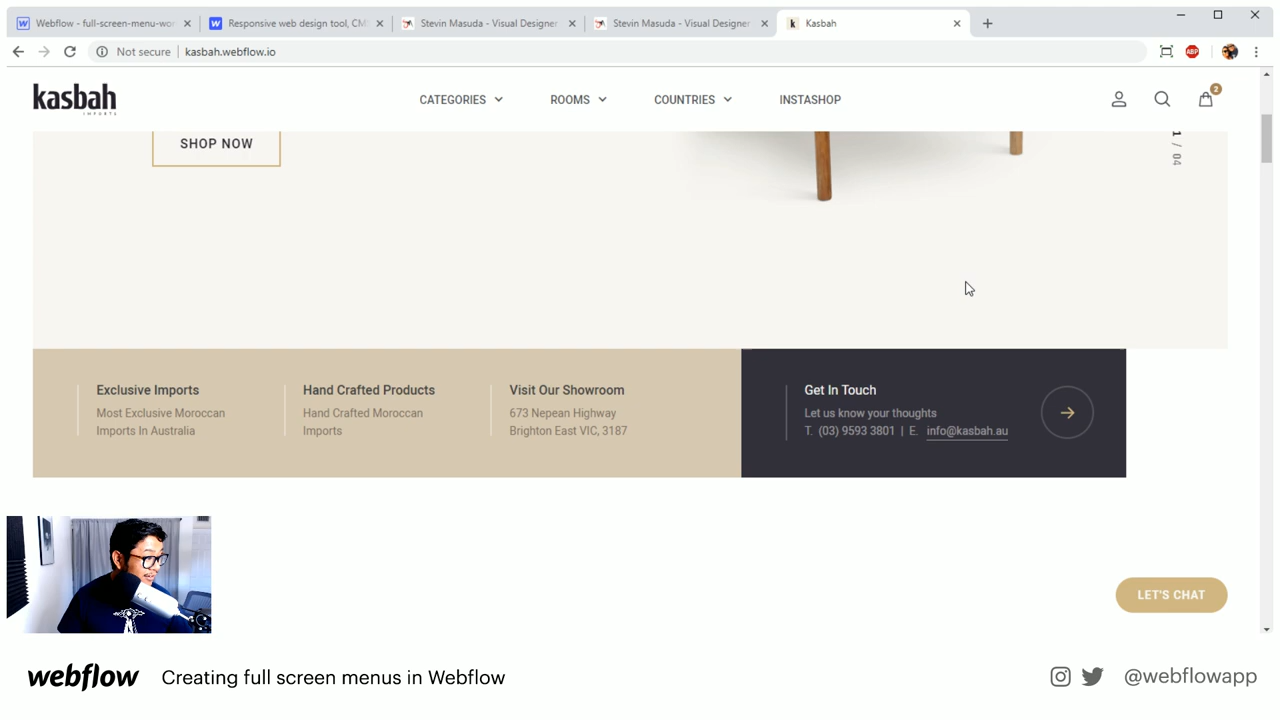 Webflow - full-screen-menu-wor
Responsive web design tool, CM
Stevin Masuda - Visual Designer
Stevin Masuda - Visual Designer
k Kasbah
Not secure | kasbah.webflow.io
ABP
kasbah
IMPORTS
CATEGORIES
ROOMS
COUNTRIES
INSTASHOP
2
SHOP NOW
1 / 04
Exclusive Imports
Most Exclusive Moroccan
Imports In Australia
Hand Crafted Products
Hand Crafted Moroccan
Imports
Visit Our Showroom
673 Nepean Highway
Brighton East VIC, 3187
Get In Touch
Let us know your thoughts
T. (03) 9593 3801 | E. info@kasbah.au
LET'S CHAT
webflow
Creating full screen menus in Webflow
@webflowapp